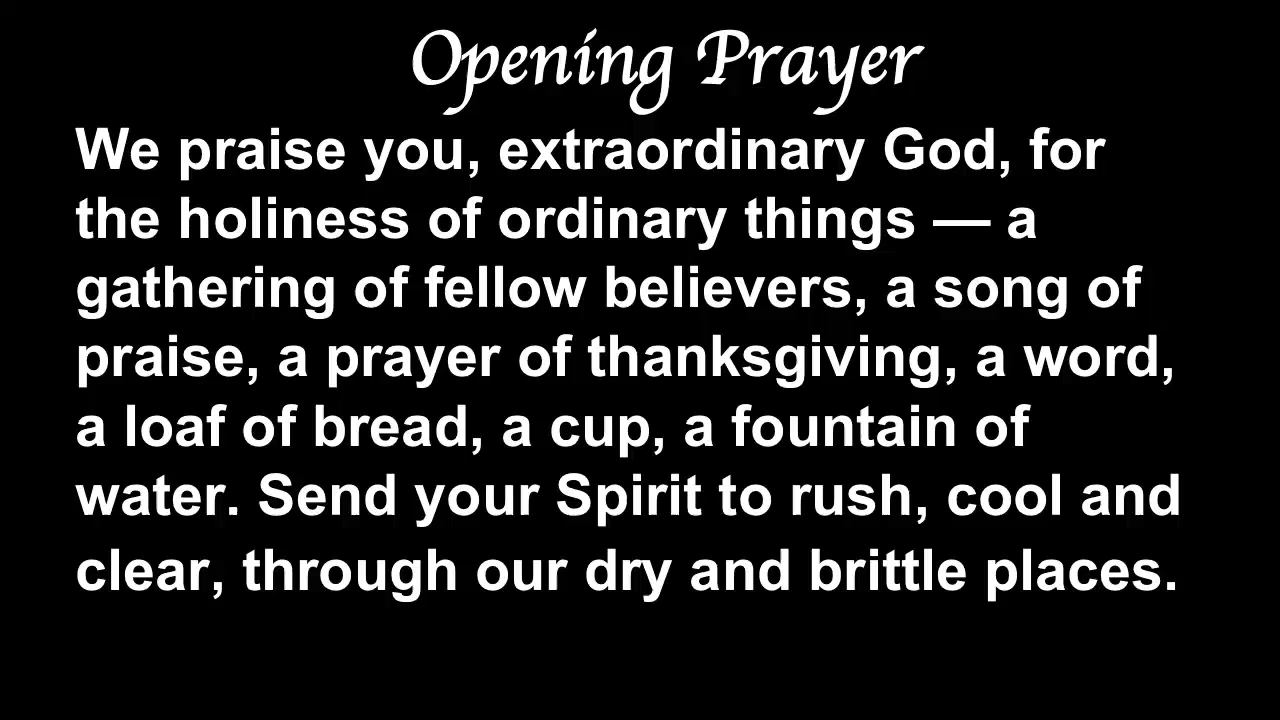 Opening Prayer
We praise you, extraordinary God, for
the holiness of ordinary things — a
gathering of fellow believers, a song of
praise, a prayer of thanksgiving, a word,
a loaf of bread, a cup, a fountain of
water. Send your Spirit to rush, cool and
clear, through our dry and brittle places.